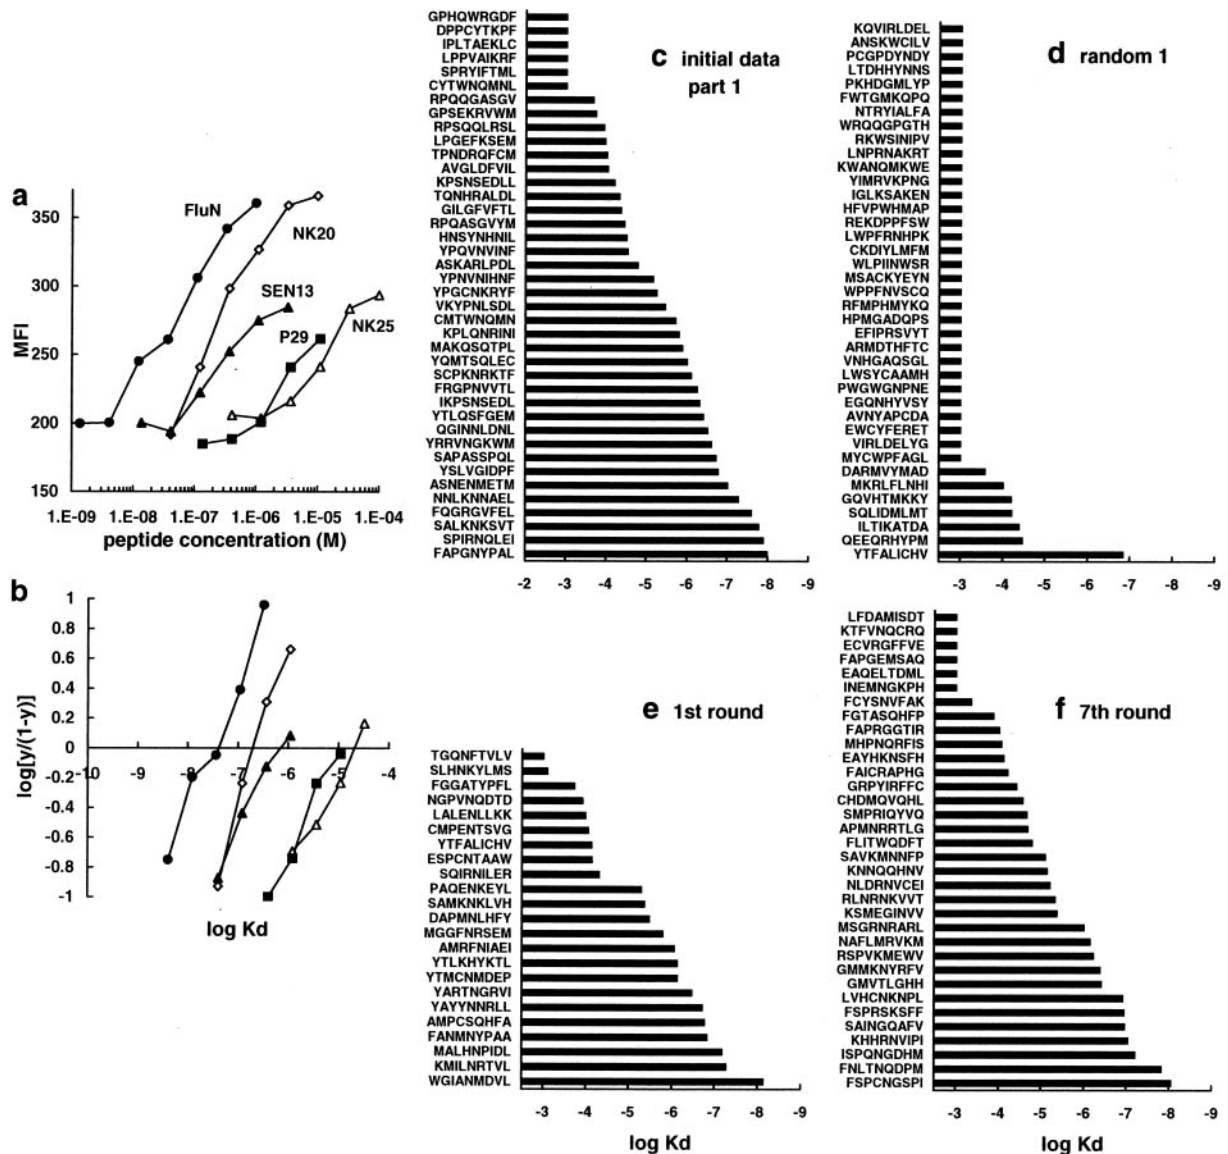 a
MFI
350
300
250
200
150
FluN
NK20
SEN13
P29
NK25
1.E-09 1.E-08 1.E-07 1.E-06 1.E-05 1.E-04
peptide concentration (M)
b
log[y/(1-y)]
1
0.8
0.6
0.4
0.2
0
-0.2
-0.4
-0.6
-0.8
-1
-10 -9 -8 -7 -6 -5 -4
log Kd
c initial data
part 1
GPHQWRGDF
DPPCYTKPF
IPLTAEKLC
LPPVAIKRF
SPRYIFTML
CYTWNQMNL
RPQQGASGV
GPSEKRVWM
RPSQQLRSL
LPGEFKSEM
TPNDRQFCM
AVGLDFVIL
KPSNSEDLL
TQNHRALDL
GILGFVFTL
RPQASGVYM
HNSYNHNIL
YPQVNVINF
ASKARLPDL
YPNVNIHNF
YPGCNKRYF
VKYPNLSDL
CMTWNQMN
KPLQNRINI
MAKQSQTPL
YQMTSQLEC
SCPKNRKTF
FRGPNVVTL
IKPSNSEDL
YTLQSFGEM
QGINNLDNL
YRRVNGKWM
SAPASSPQL
YSLVGIDPF
ASNENMETM
NNLKNNAEL
FQGRGVFEL
SALKNKSVT
SPIRNQLEI
FAPGNYPAL
-2 -3 -4 -5 -6 -7 -8 -9
d random 1
KQVIRLDEL
ANSKWCILV
PCGPDYNDY
LTDHHYNNS
PKHDGMLYP
FWTGMKQPQ
NTRYIALFA
WRQQGPGTH
RKWSINIPV
LNPRNAKRT
KWANQMKWE
YIMRVKPNG
IGLKSAKEN
HFVPWHMAP
REKDPPFSW
LWPFRNHPK
CKDIYLMFM
WLPIINWSR
MSACKYEYN
WPPFNVSCQ
RFMPHMYKQ
HPMGADQPS
EFIPRSVYT
ARMDTHFTC
VNHGAQSGL
LWSYCAAMH
PWGWGNPNE
EGQNHYVSY
AVNYAPCDA
EWCYFERET
VIRLDELYG
MYCWPFAGL
DARMVYMAD
MKRLFLNHI
GQVHTMKKY
SQLIDMLMT
ILTIKATDA
QEEQRHYPM
YTFALICHV
-3 -4 -5 -6 -7 -8 -9
e 1st round
TGQNFTVLV
SLHNKYLMS
FGGATYPFL
NGPVNQDTD
LALENLLKK
CMPENTSVG
YTFALICHV
ESPCNTAAW
SQIRNILER
PAQENKEYL
SAMKNKLVH
DAPMNLHFY
MGGFNRSEM
AMRFNIAEI
YTLKHYKTL
YTMCNMDEP
YARTNGRVI
YAYYNNRLL
AMPCSQHFA
FANMNYPAA
MALHNPIDL
KMILNRTVL
WGIANMDVL
-3 -4 -5 -6 -7 -8 -9
log Kd
f 7th round
LFDAMISDT
KTFVNQCRQ
ECVRGFFVE
FAPGEMSAQ
EAQELTDML
INEMNGKPH
FCYSNVFAK
FGTASQHFP
FAPRGGTIR
MHPNQRFIS
EAYHKNSFH
FAICRAPHG
GRPYIRFFC
CHDMQVQHL
SMPRIQYVQ
APMNRRTLG
FLITWQDFT
SAVKMNNFP
KNNQQHNV
NLDRNVCEI
RLNRNKVVT
KSMEGINVV
MSGRNRARL
NAFLMRVKM
RSPVKMEWV
GMMKNYRFV
GMVTLGHH
LVHCNKNPL
FSPRSKSFF
SAINGQAFV
KHHRNVIPI
ISPQNGDHM
FNLTNQDPM
FSPCNGSPI
-3 -4 -5 -6 -7 -8 -9
log Kd